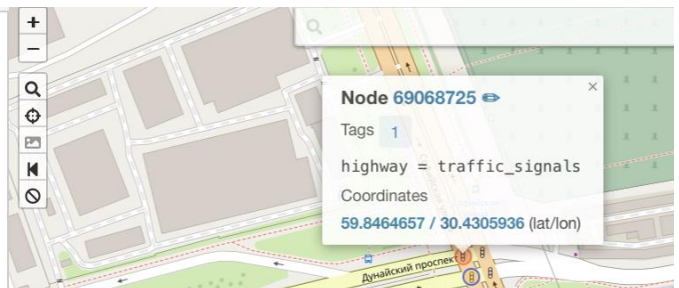 +
−
Node 69068725
×
Tags 1
highway = traffic_signals
Coordinates
59.8464657 / 30.4305936 (lat/lon)
Дунайский проспект